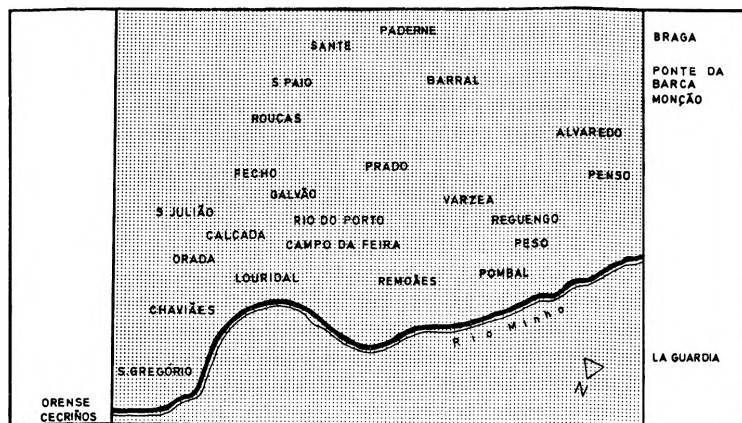 PADERNE
SANTE
BRAGA
S. PAIO
BARRAL
PONTE DA
BARCA
MONÇÃO
ROUÇAS
ALVAREDO
PRADO
FECHO
PENSO
GALVÃO
VARZEA
S. JULIÃO
RIO DO PORTO
REGUENGO
CALÇADA
CAMPO DA FEIRA
PESO
ORADA
LOURIDAL
REMOÃES
POMBAL
CHAVIÃES
Rio Minho
S. GREGÓRIO
LA GUARDIA
N
ORENSE
CECRIÑOS